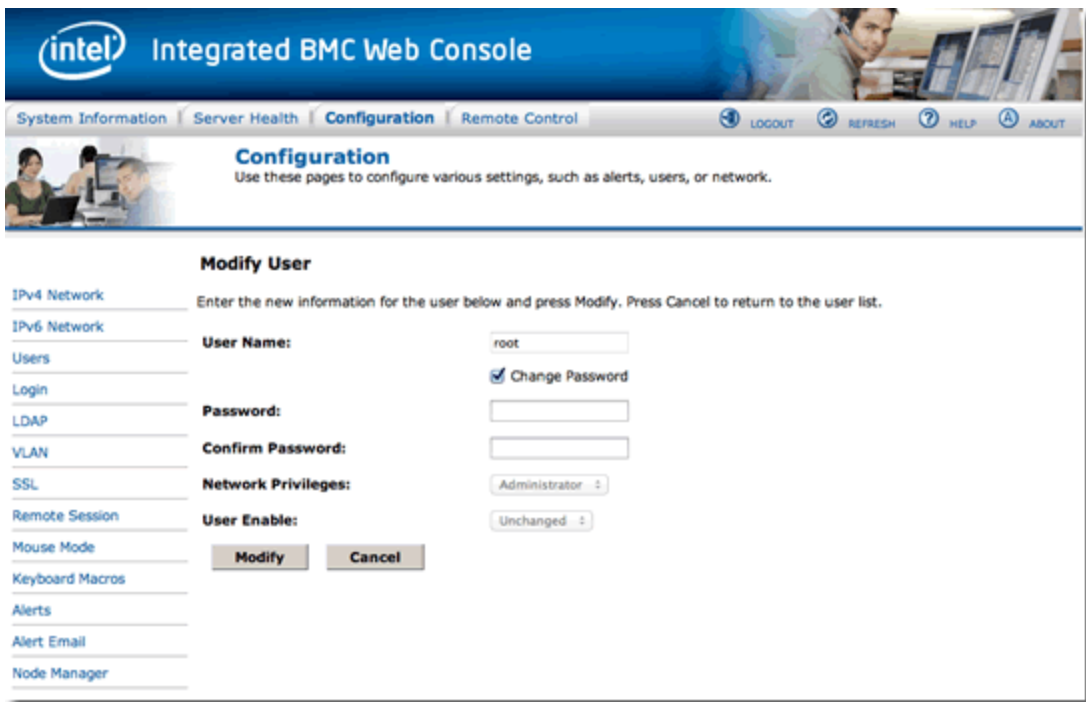 intel Integrated BMC Web Console
System Information Server Health Configuration Remote Control LOGOUT REFRESH HELP ABOUT
Configuration
Use these pages to configure various settings, such as alerts, users, or network.
Modify User
IPv4 Network
Enter the new information for the user below and press Modify. Press Cancel to return to the user list.
IPv6 Network
User Name: root
Users
Change Password
Login
Password:
LDAP
Confirm Password:
VLAN
Network Privileges: Administrator
SSL
Remote Session
User Enable: Unchanged
Mouse Mode
Modify Cancel
Keyboard Macros
Alerts
Alert Email
Node Manager